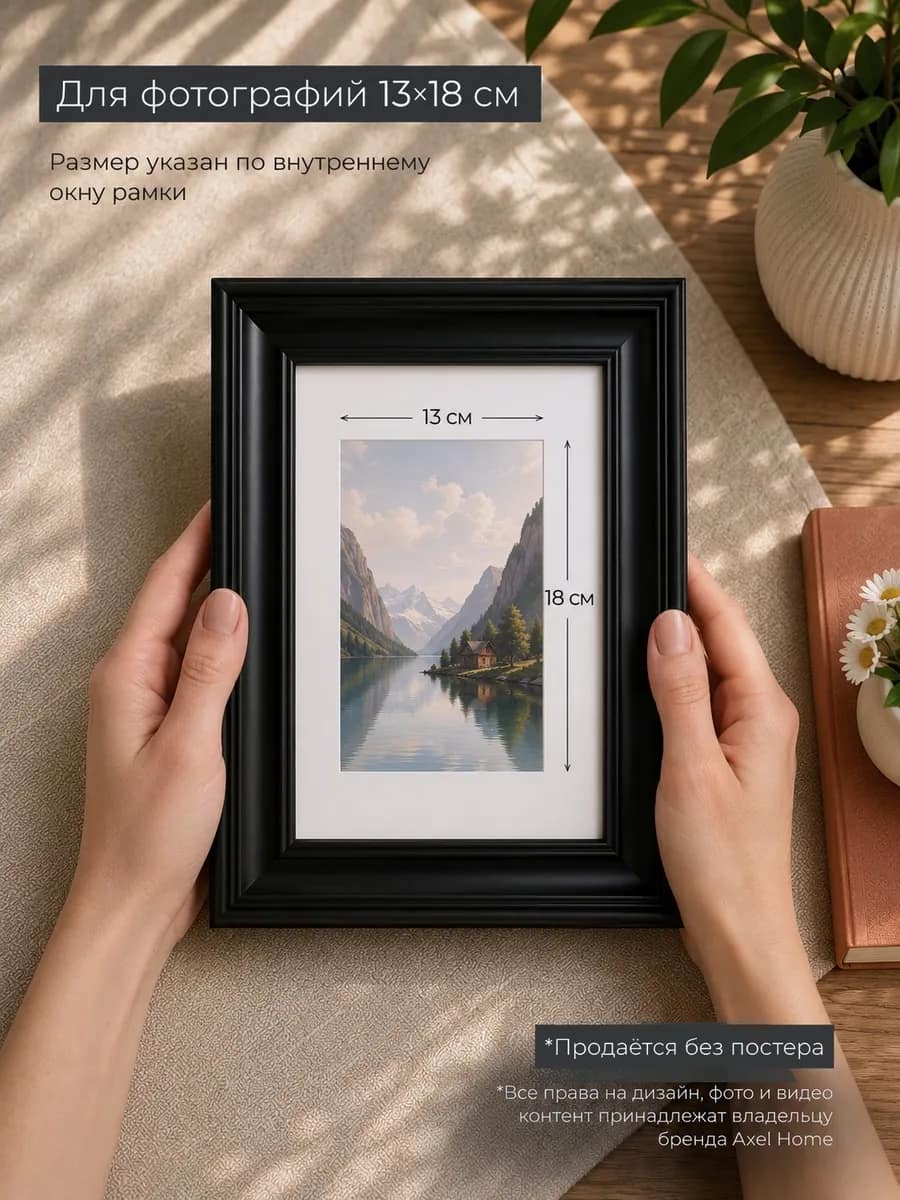 Для фотографий 13×18 см
Размер указан по внутреннему
окну рамки
13 см
18 см
*Продаётся без постера
*Все права на дизайн, фото и видео
контент принадлежат владельцу
бренда Axel Home